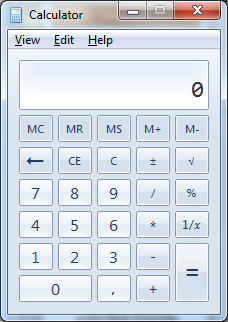 Calculator
View Edit Help
0
MC MR MS M+ M-
← CE C ± √
7 8 9 / %
4 5 6 * 1/x
1 2 3 - =
0 , +